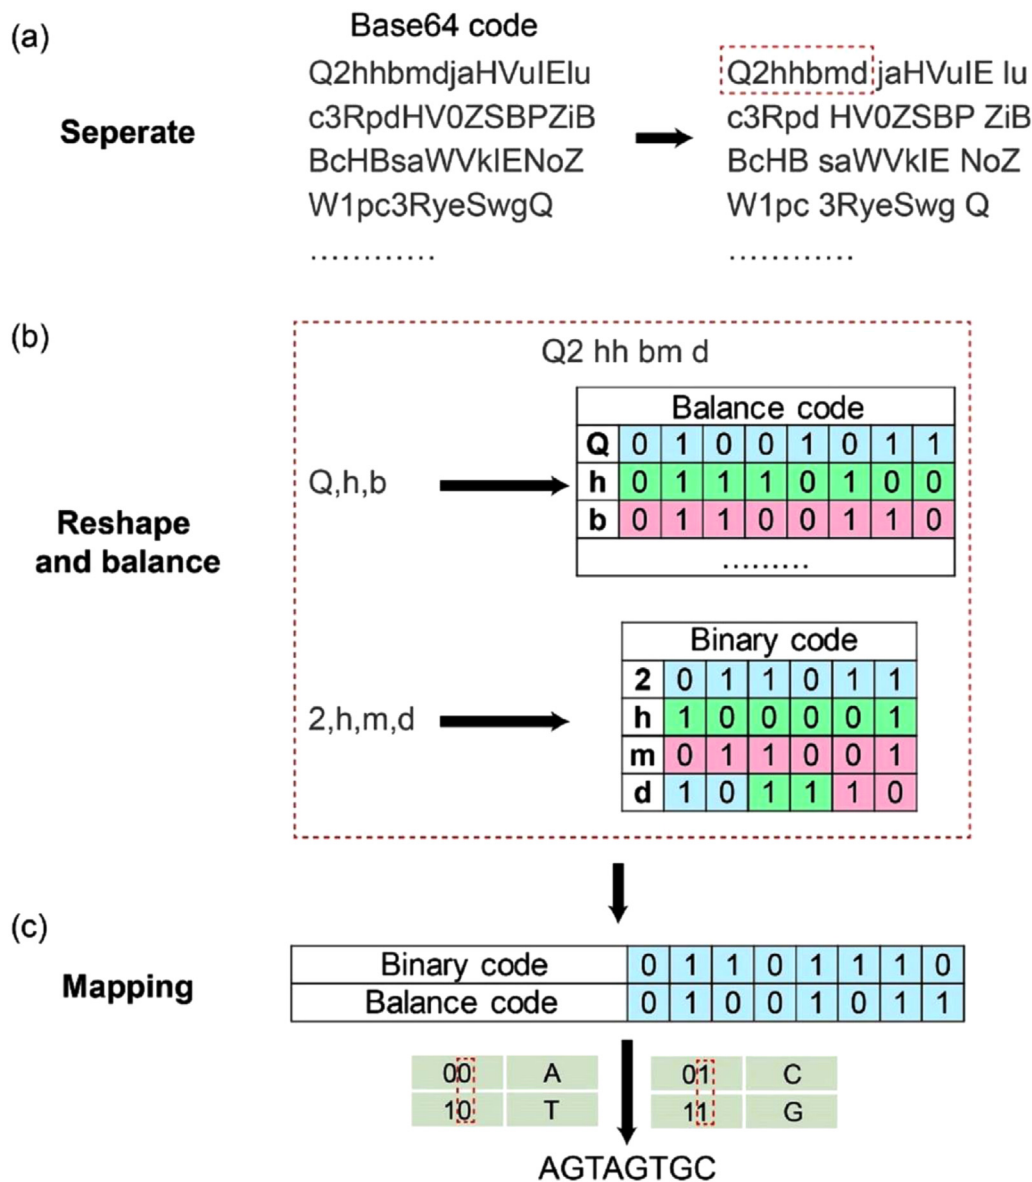 (a)
Base64 code
Seperate
Q2hhbmdjaHVuIElu
c3RpdHV0ZSBPZiB
BcHBsaWVkIENoZ
W1pc3RyeSwgQ
............
Q2hhbmd jaHVuIE lu
c3Rpd HV0ZSBP ZiB
BcHB saWVkIE NoZ
W1pc 3RyeSwg Q
............
(b)
Reshape
and balance
Q2 hh bm d
Q,h,b
Balance code
Q 0 1 0 0 1 0 1 1
h 0 1 1 1 0 1 0 0
b 0 1 1 0 0 1 1 0
.........
2,h,m,d
Binary code
2 0 1 1 0 1 1
h 1 0 0 0 0 1
m 0 1 1 0 0 1
d 1 0 1 1 1 0
(c)
Mapping
Binary code 0 1 1 0 1 1 1 0
Balance code 0 1 0 0 1 0 1 1
00 A
10 T
01 C
11 G
AGTAGTGC